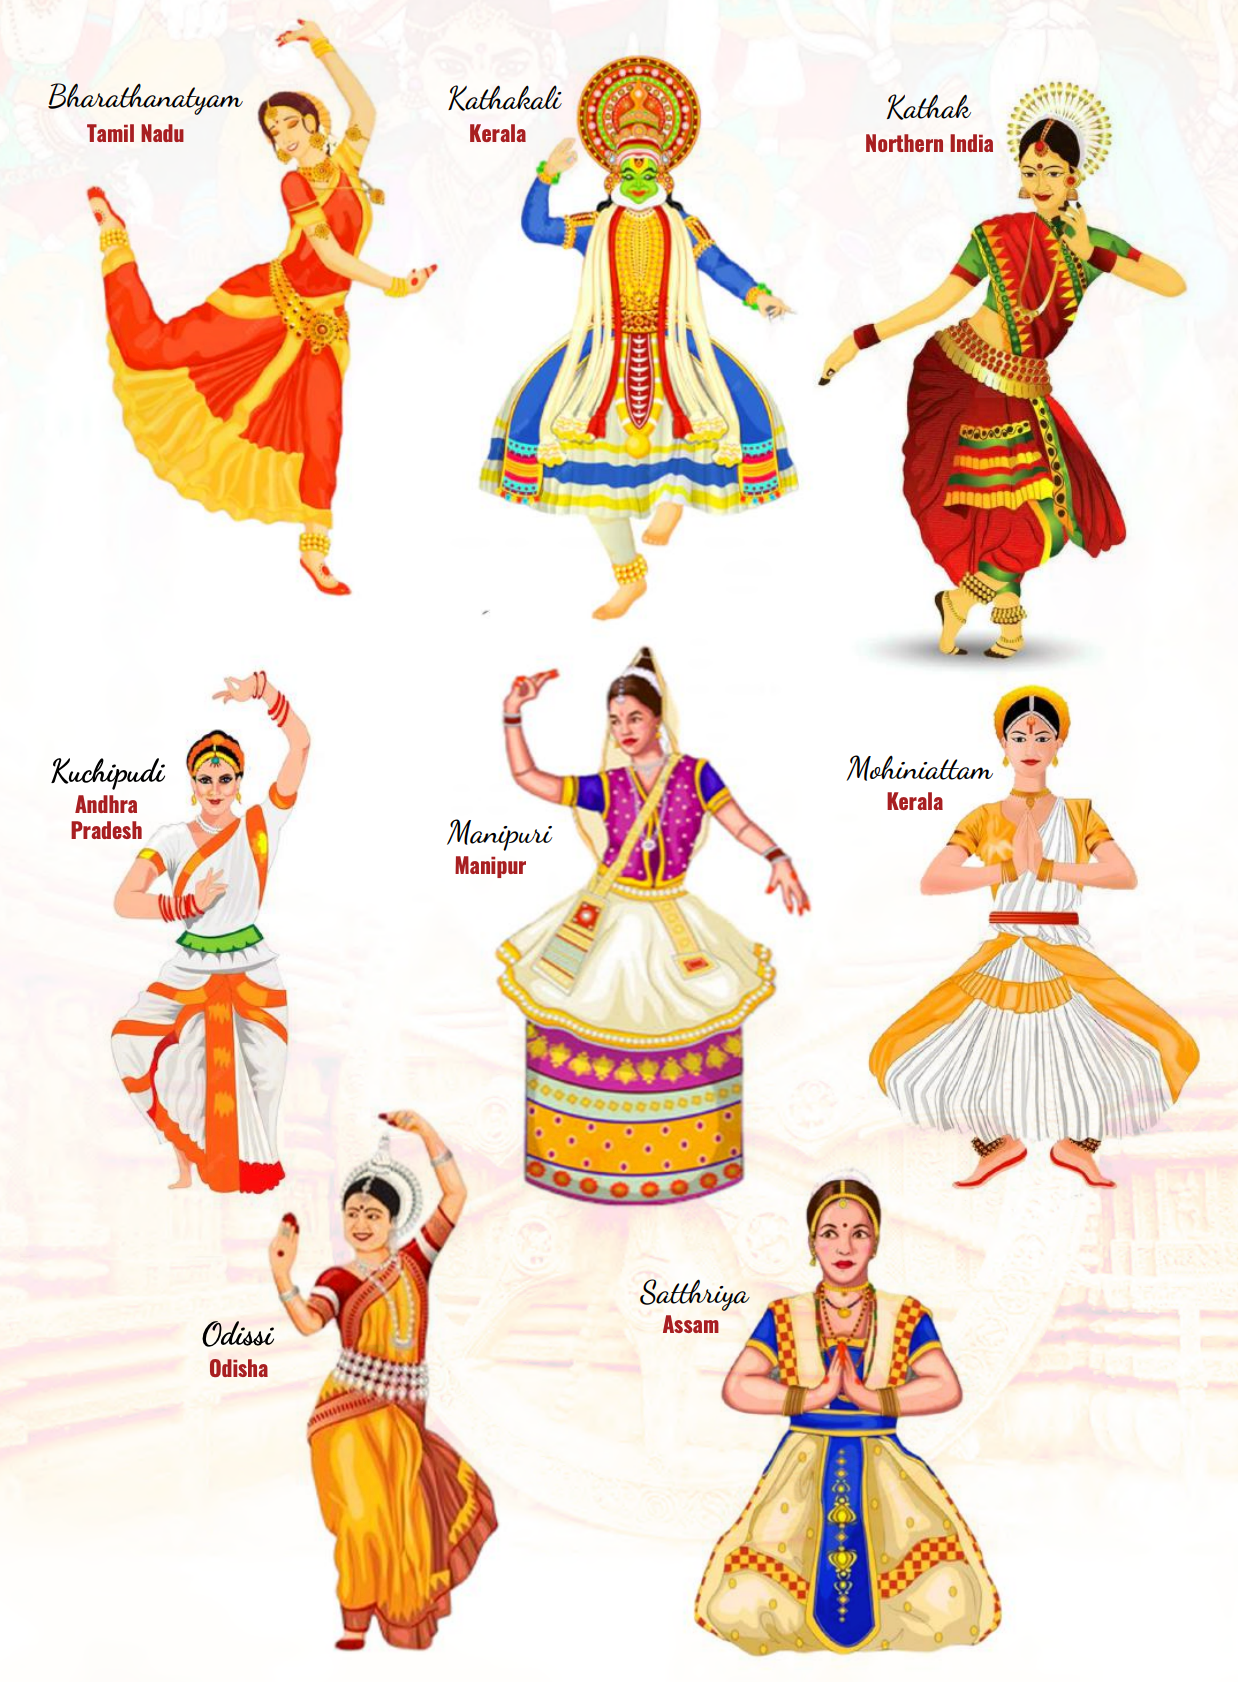 Bharathanatyam
Tamil Nadu
Kathakali
Kerala
Kathak
Northern India
Kuchipudi
Andhra
Pradesh
Manipuri
Manipur
Mohiniattam
Kerala
Odissi
Odisha
Satthriya
Assam